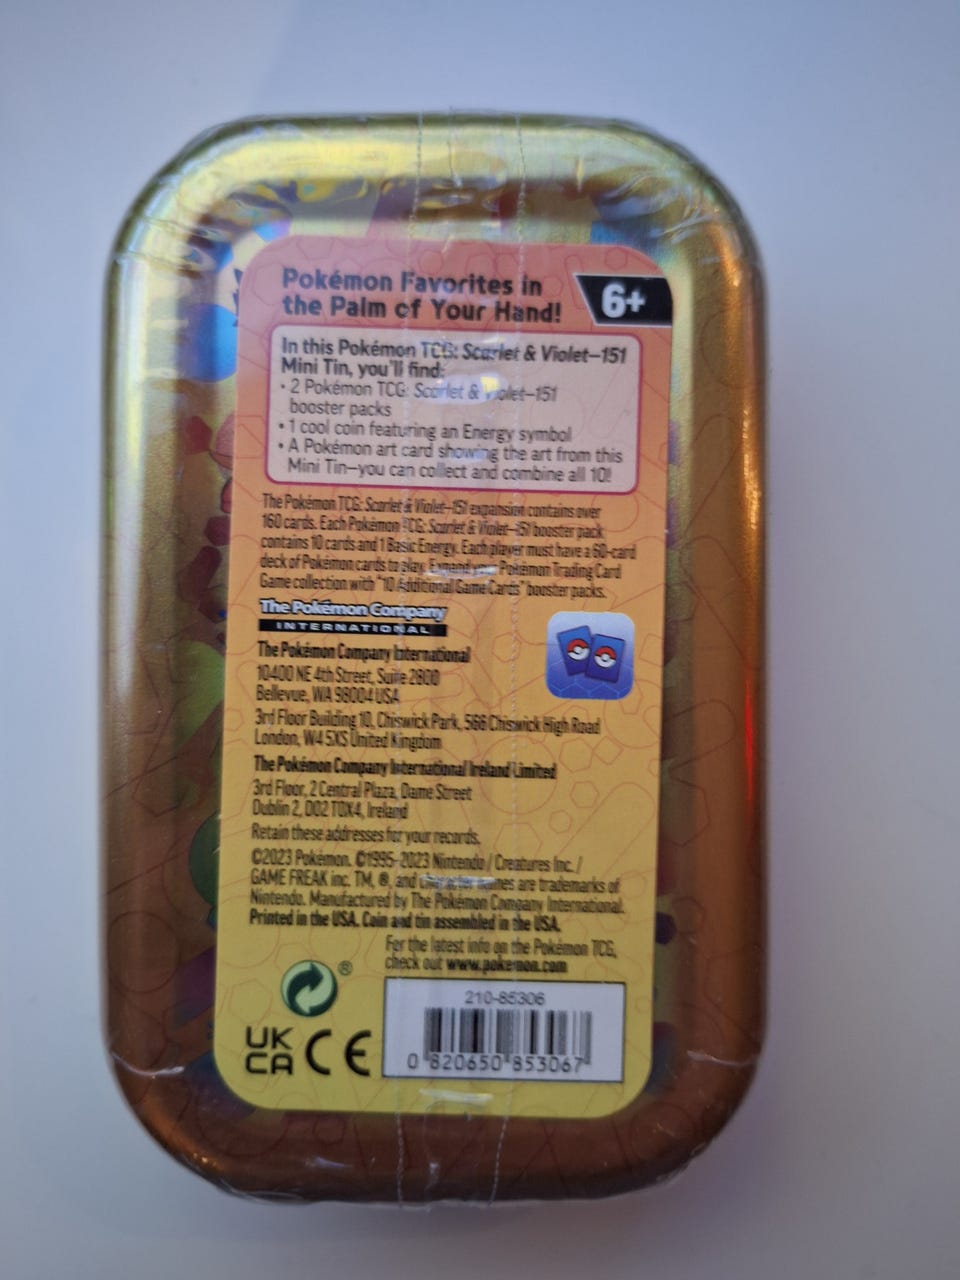 Pokémon Favorites in
the Palm of Your Hand!
6+
In this Pokémon TCG: Scarlet & Violet—151
Mini Tin, you'll find:
• 2 Pokémon TCG: Scarlet & Violet—151
booster packs
• 1 cool coin featuring an Energy symbol
• A Pokémon art card showing the art from this
Mini Tin—you can collect and combine all 10!
The Pokémon TCG: Scarlet & Violet—151 expansion contains over
160 cards. Each Pokémon TCG: Scarlet & Violet—151 booster pack
contains 10 cards and 1 Basic Energy. Each player must have a 60-card
deck of Pokémon cards to play. Expand your Pokémon Trading Card
Game collection with "10 Additional Game Cards" booster packs.
The Pokémon Company
INTERNATIONAL
The Pokémon Company International
10400 NE 4th Street, Suite 2800
Bellevue, WA 98004 USA
3rd Floor Building 10, Chiswick Park, 566 Chiswick High Road
London, W4 5XS United Kingdom
The Pokémon Company International Ireland Limited
3rd Floor, 2 Central Plaza, Dame Street
Dublin 2, D02 T0X4, Ireland
Retain these addresses for your records.
©2023 Pokémon. ©1995-2023 Nintendo / Creatures Inc. /
GAME FREAK inc. TM, ®, and character names are trademarks of
Nintendo. Manufactured by The Pokémon Company International.
Printed in the USA. Coin and tin assembled in the USA.
For the latest info on the Pokémon TCG,
check out www.pokemon.com
®
UK
CA CE
210-85306
0 820650 853067